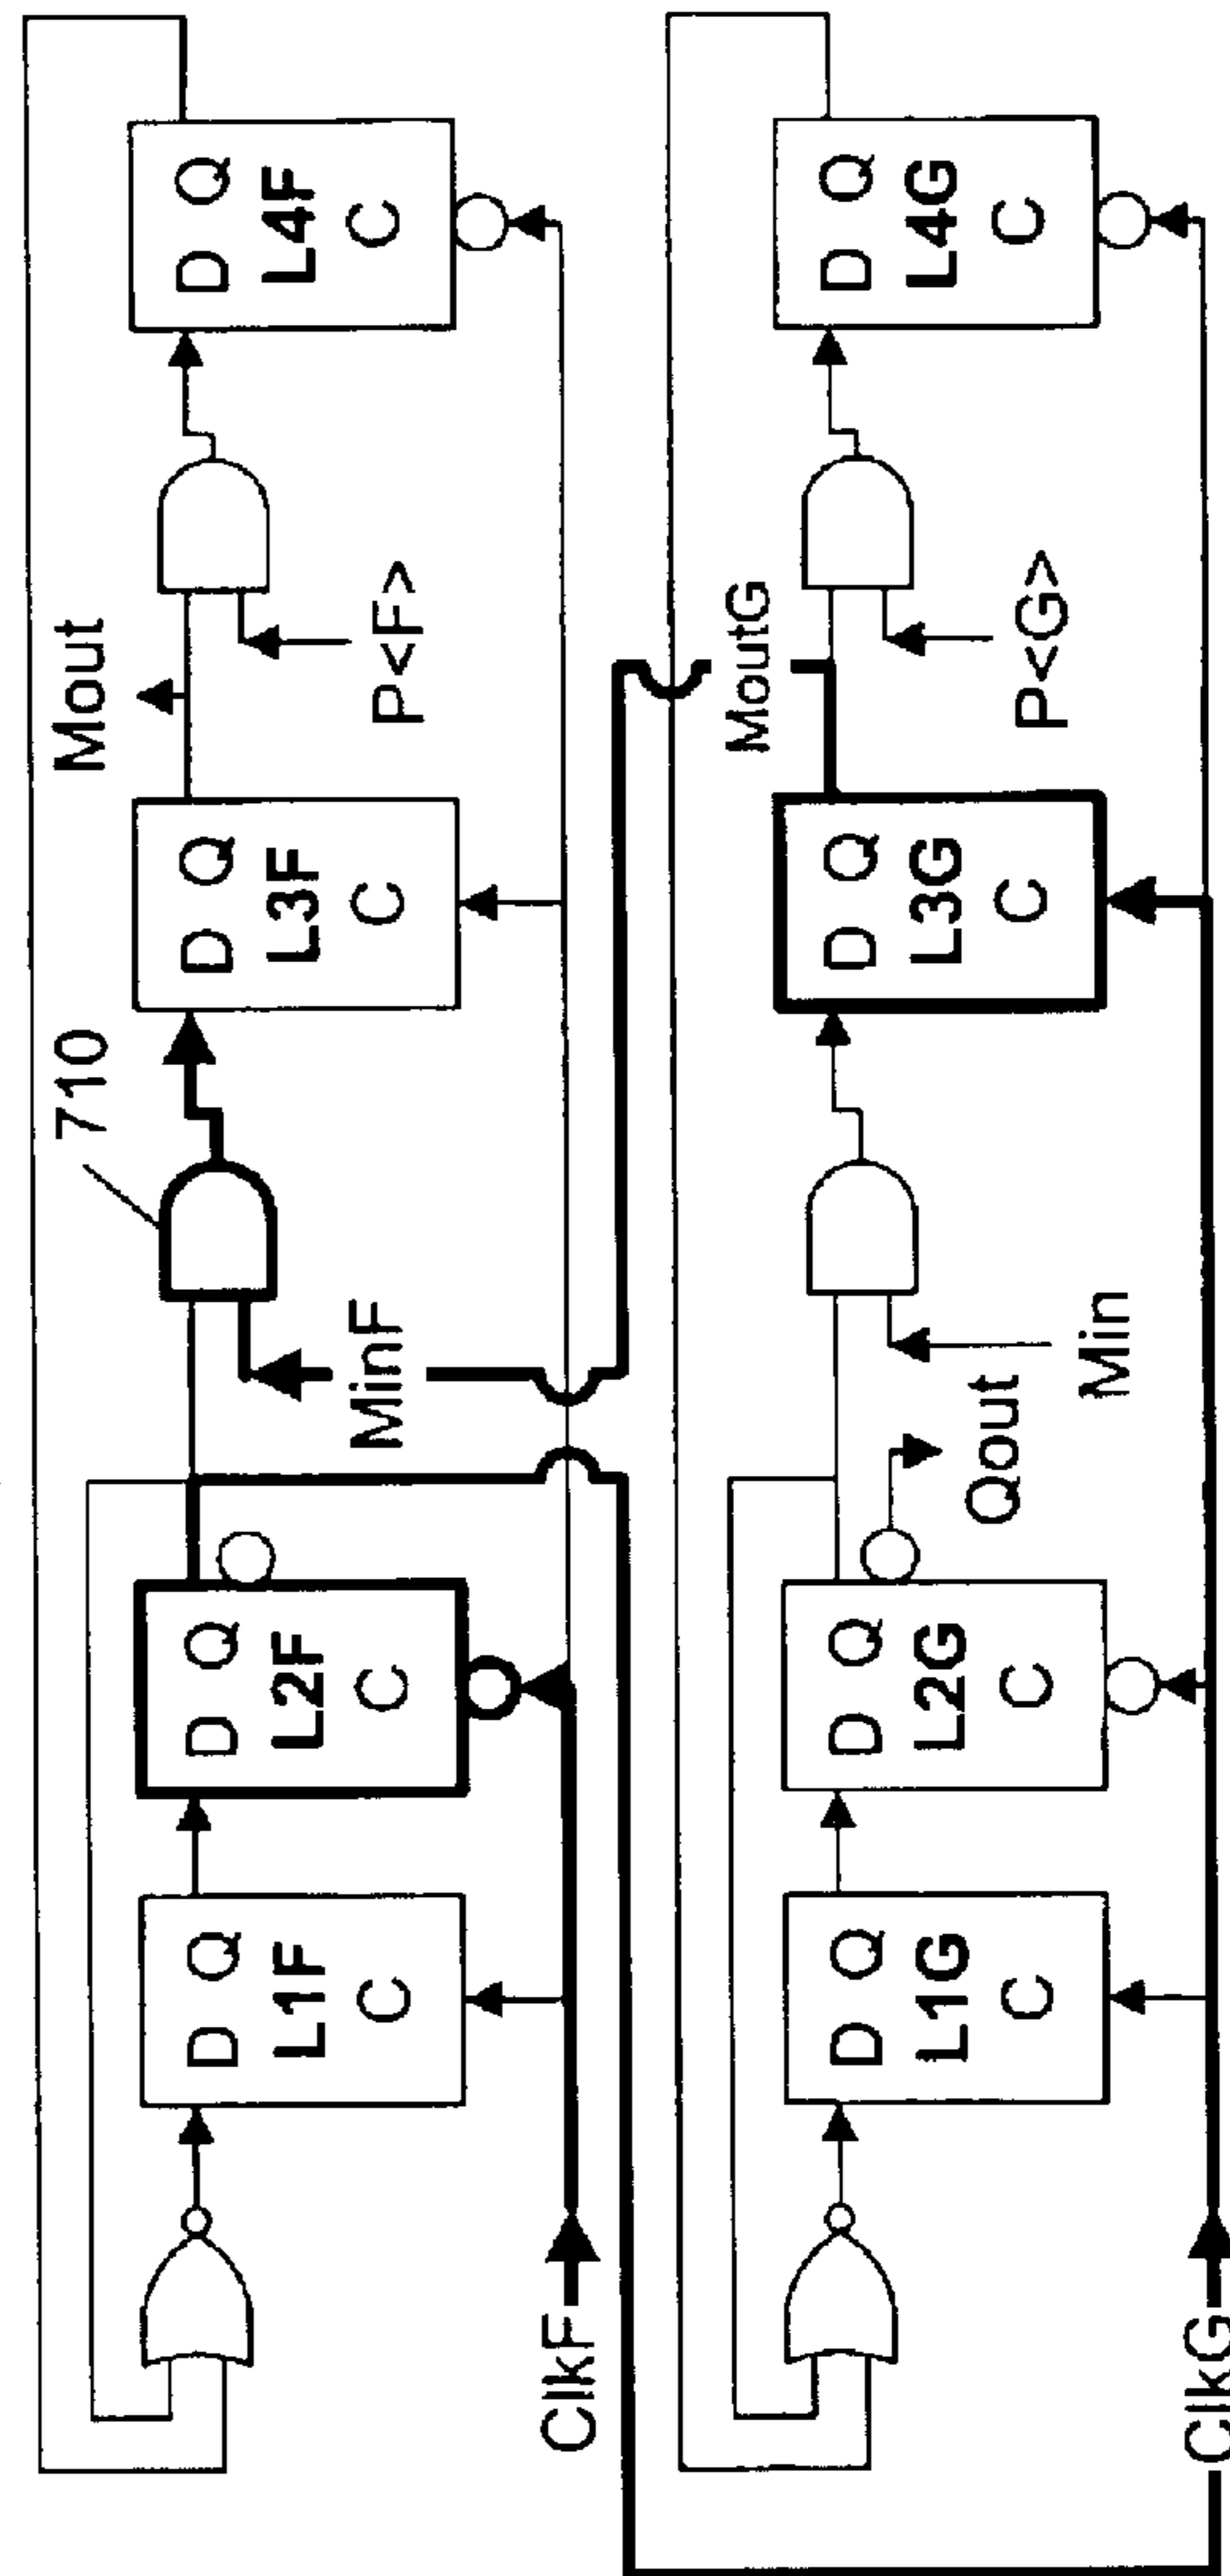 D Q
L1F
C
D Q
L2F
C
710
D Q
L3F
C
Mout
D Q
L4F
C
MinF
P<F>
ClkF
D Q
L1G
C
D Q
L2G
C
Qout
Min
D Q
L3G
C
MoutG
P<G>
D Q
L4G
C
ClkG